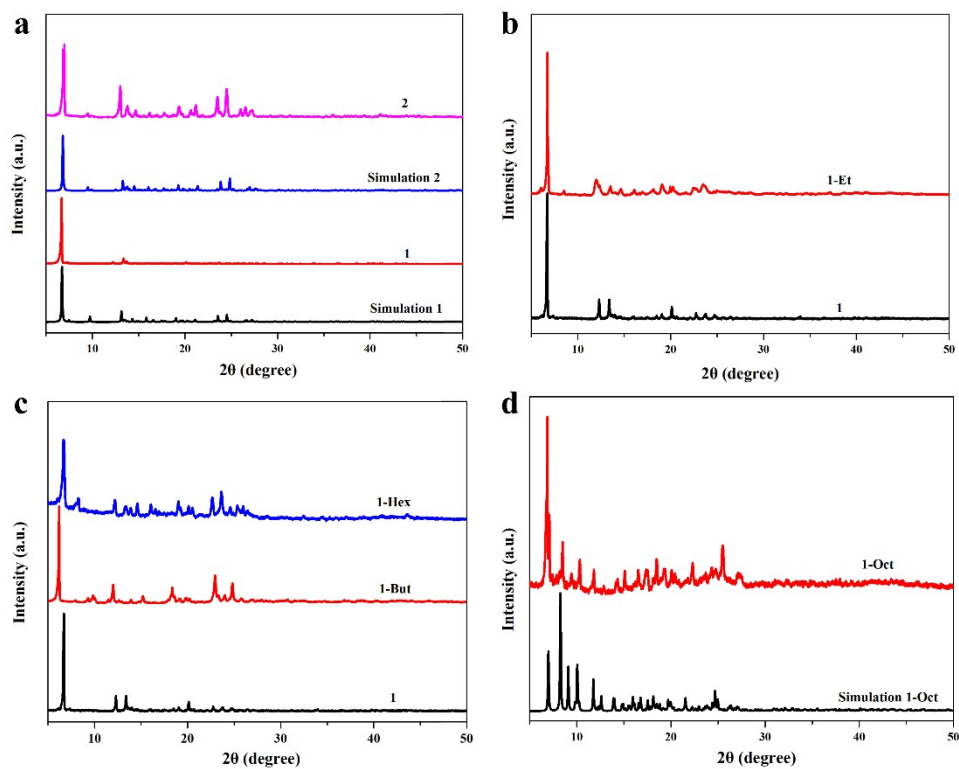 a
Intensity (a.u.)
2
Simulation 2
1
Simulation 1
10 20 30 40 50
2θ (degree)
b
Intensity (a.u.)
1-Et
1
10 20 30 40 50
2θ (degree)
c
Intensity (a.u.)
1-Hex
1-But
1
10 20 30 40 50
2θ (degree)
d
Intensity (a.u.)
1-Oct
Simulation 1-Oct
10 20 30 40 50
2θ (degree)